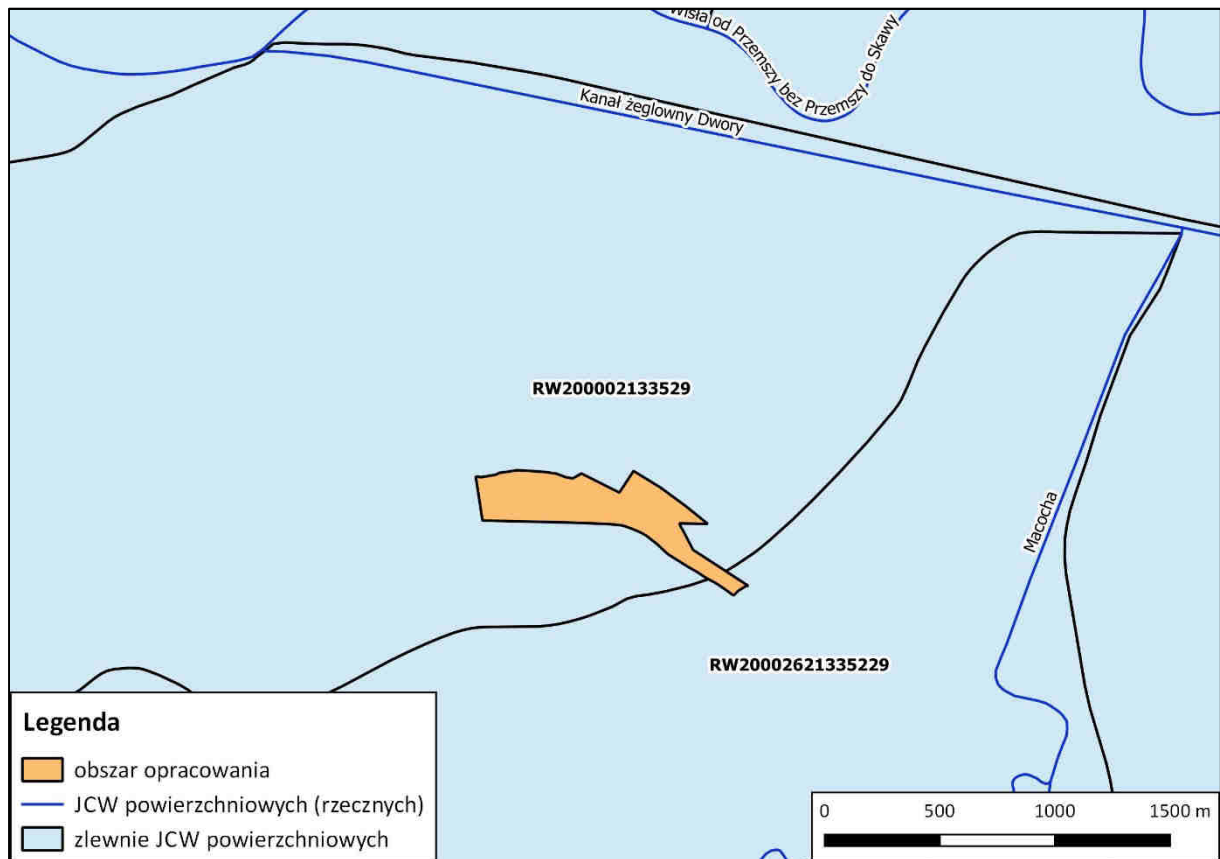 Wisła od Przemszy bez Przemszy do Skawy
Kanał żeglowny Dwory
RW200002133529
Macocha
RW20002621335229
Legenda
obszar opracowania
JCW powierzchniowych (rzecznych)
zlewnie JCW powierzchniowych
0 500 1000 1500 m